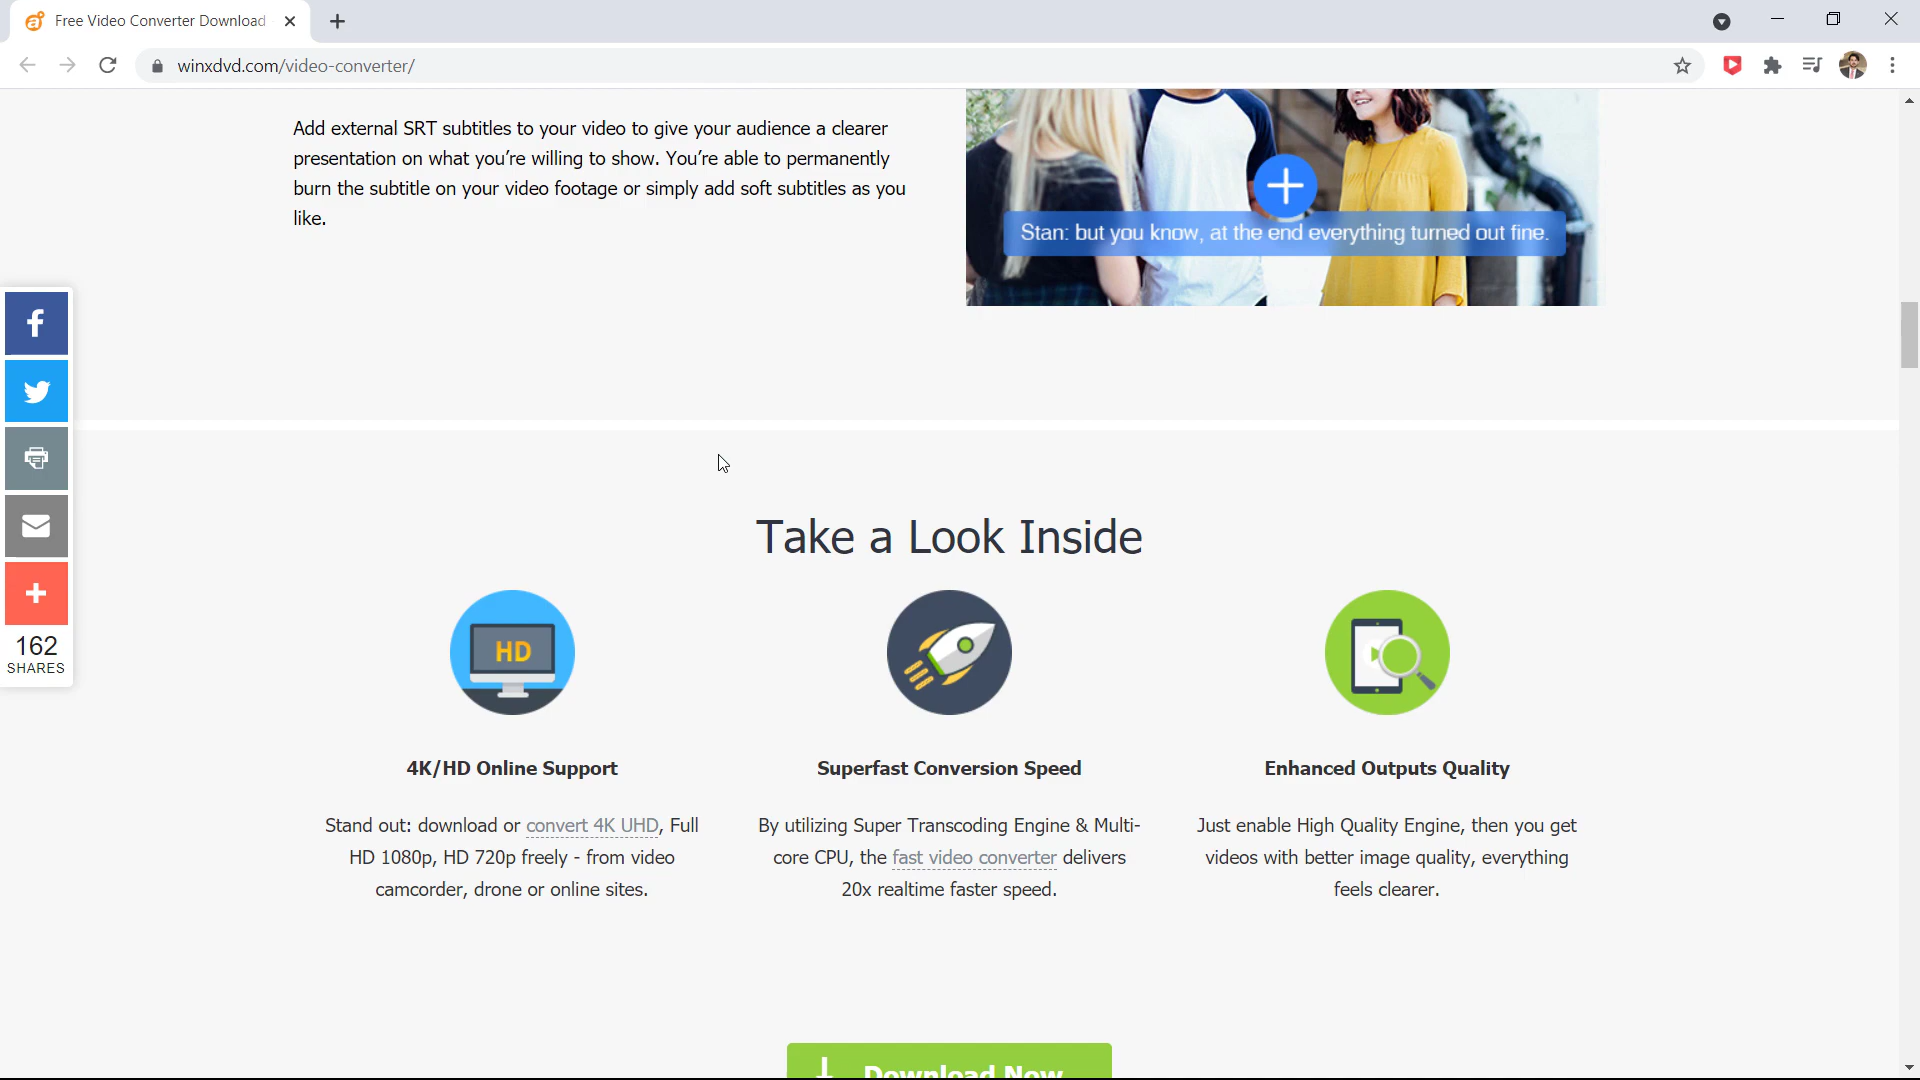 Free Video Converter Download
winxdvd.com/video-converter/
Add external SRT subtitles to your video to give your audience a clearer
presentation on what you’re willing to show. You’re able to permanently
burn the subtitle on your video footage or simply add soft subtitles as you
like.
Stan: but you know, at the end everything turned out fine.
162
SHARES
Take a Look Inside
HD
4K/HD Online Support
Stand out: download or convert 4K UHD, Full
HD 1080p, HD 720p freely - from video
camcorder, drone or online sites.
Superfast Conversion Speed
By utilizing Super Transcoding Engine & Multi-
core CPU, the fast video converter delivers
20x realtime faster speed.
Enhanced Outputs Quality
Just enable High Quality Engine, then you get
videos with better image quality, everything
feels clearer.
Download Now